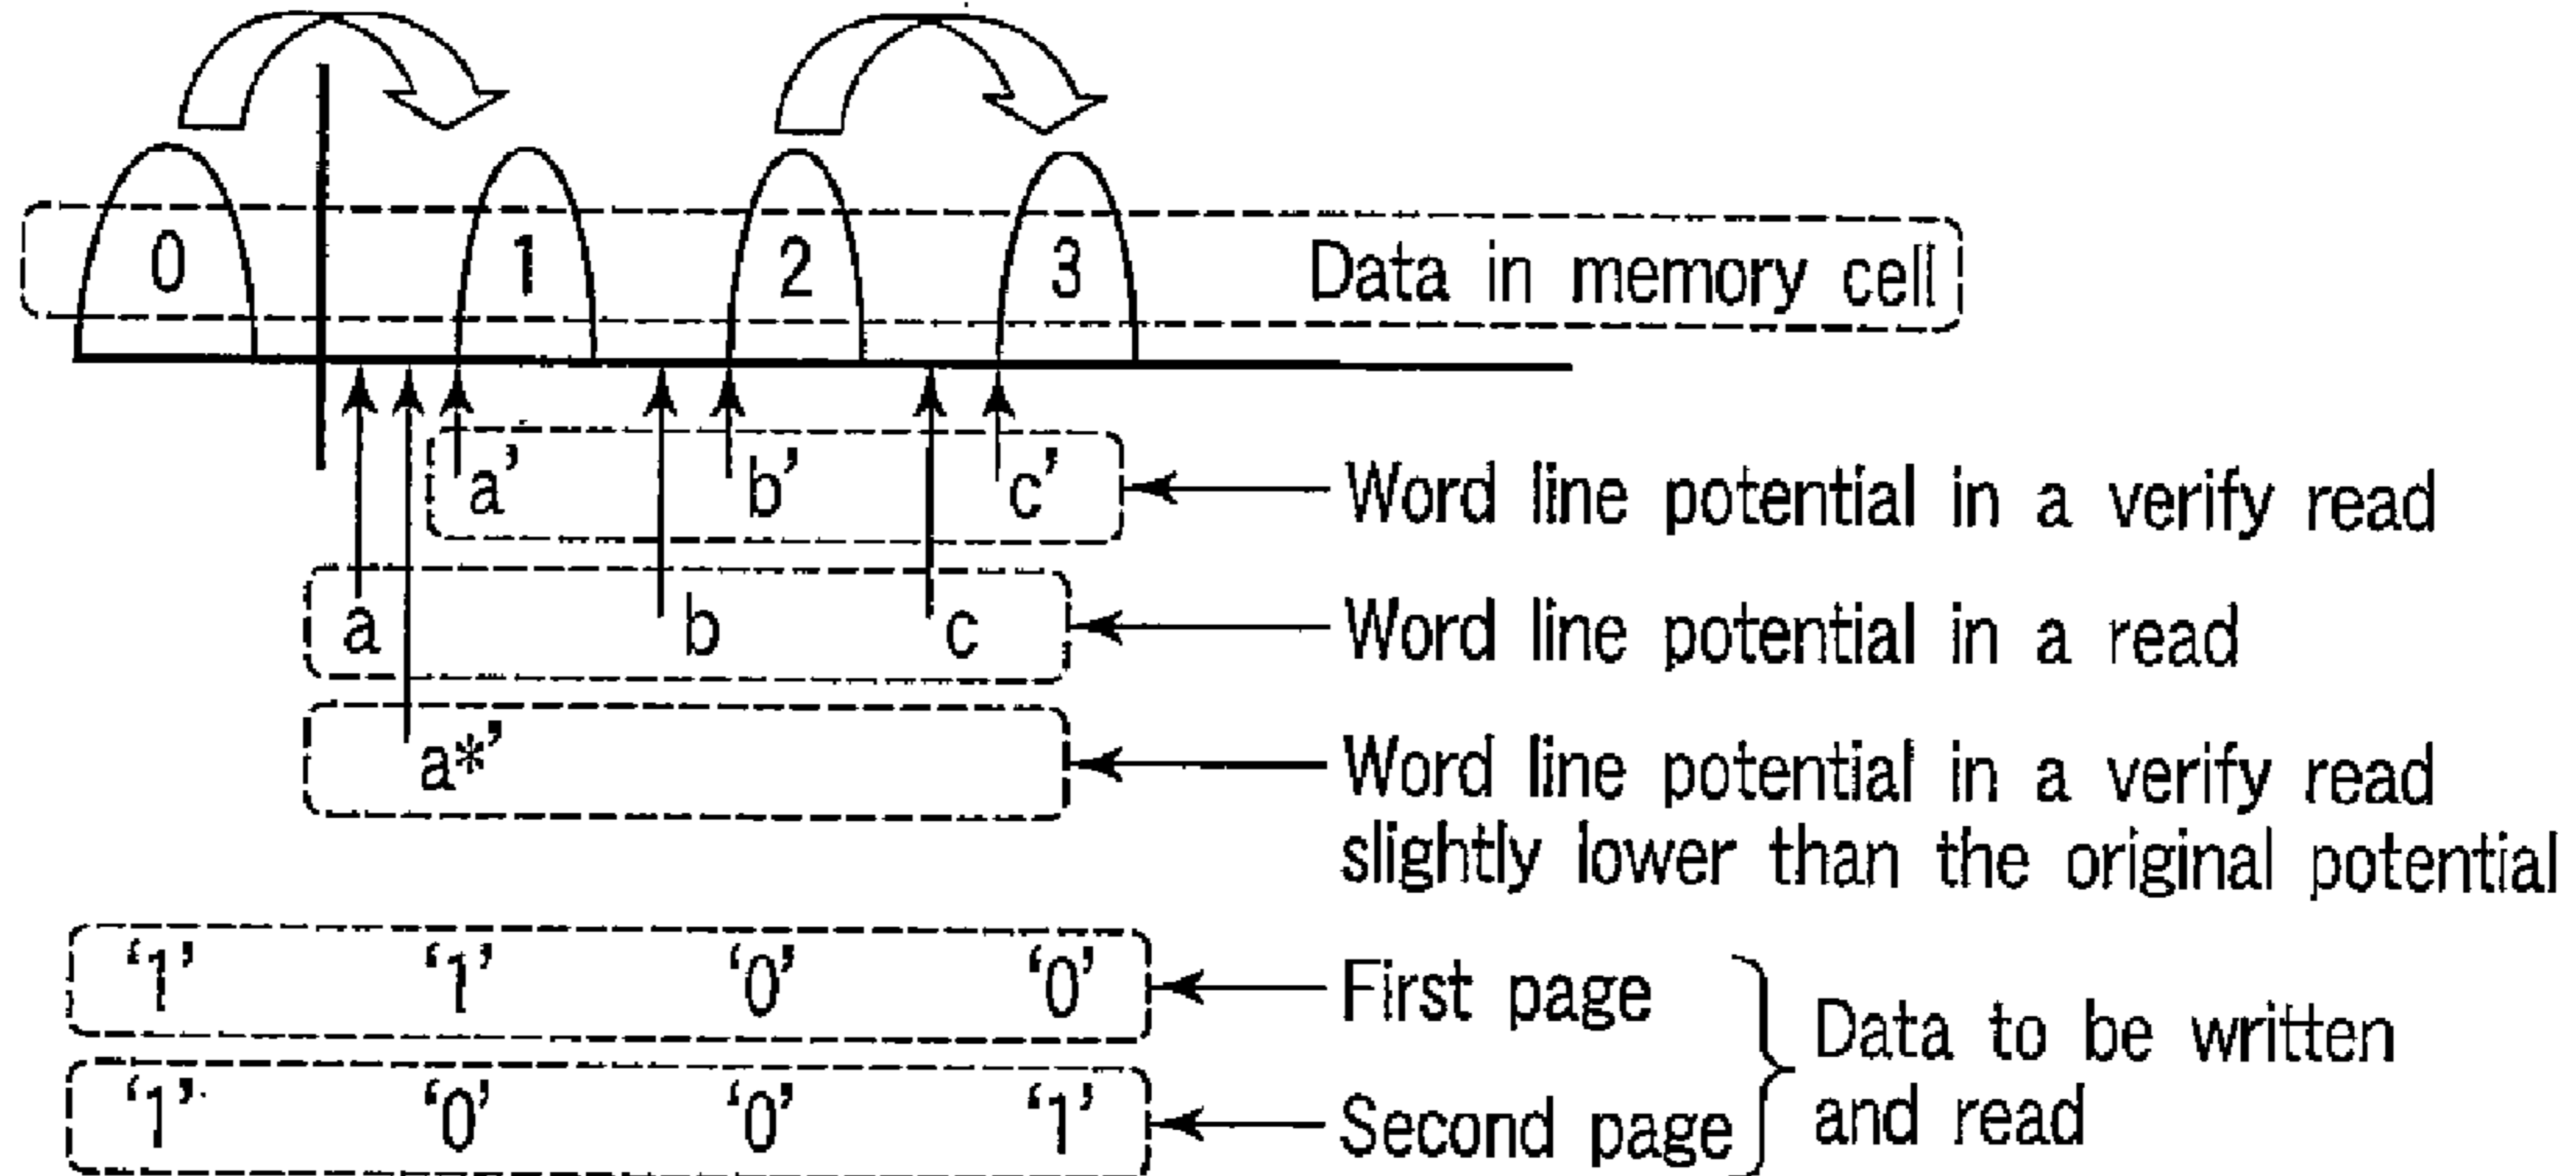 0 1 2 3 Data in memory cell
a’ b’ c’ Word line potential in a verify read
a b c Word line potential in a read
a*’ Word line potential in a verify read
slightly lower than the original potential
‘1’ ‘1’ ‘0’ ‘0’ First page
‘1’ ‘0’ ‘0’ ‘1’ Second page
Data to be written
and read